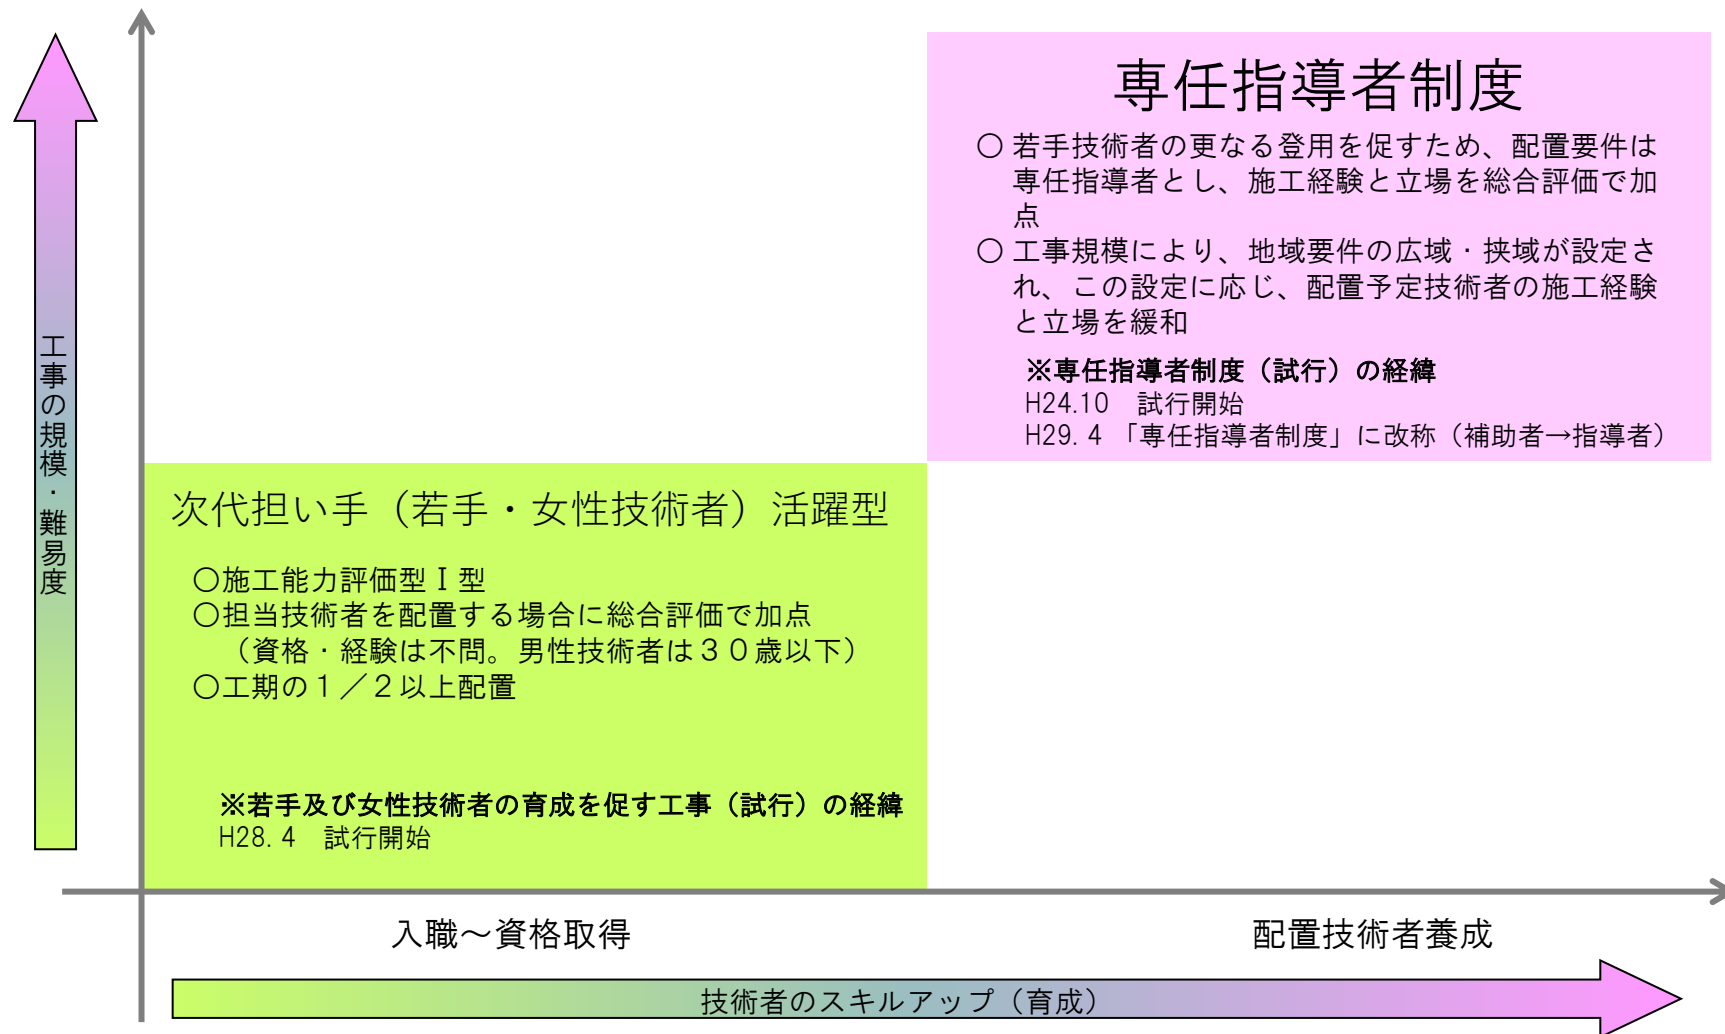 専任指導者制度
○ 若手技術者の更なる登用を促すため、配置要件は
専任指導者とし、施工経験と立場を総合評価で加
点
○ 工事規模により、地域要件の広域・狭域が設定さ
れ、この設定に応じ、配置予定技術者の施工経験
と立場を緩和
※専任指導者制度（試行）の経緯
H24.10　試行開始
H29. 4 「専任指導者制度」に改称（補助者→指導者）
工事の規模・難易度
次代担い手（若手・女性技術者）活躍型
○施工能力評価型Ⅰ型
○担当技術者を配置する場合に総合評価で加点
（資格・経験は不問。男性技術者は３０歳以下）
○工期の１／２以上配置
※若手及び女性技術者の育成を促す工事（試行）の経緯
H28. 4　試行開始
入職～資格取得
配置技術者養成
技術者のスキルアップ（育成）